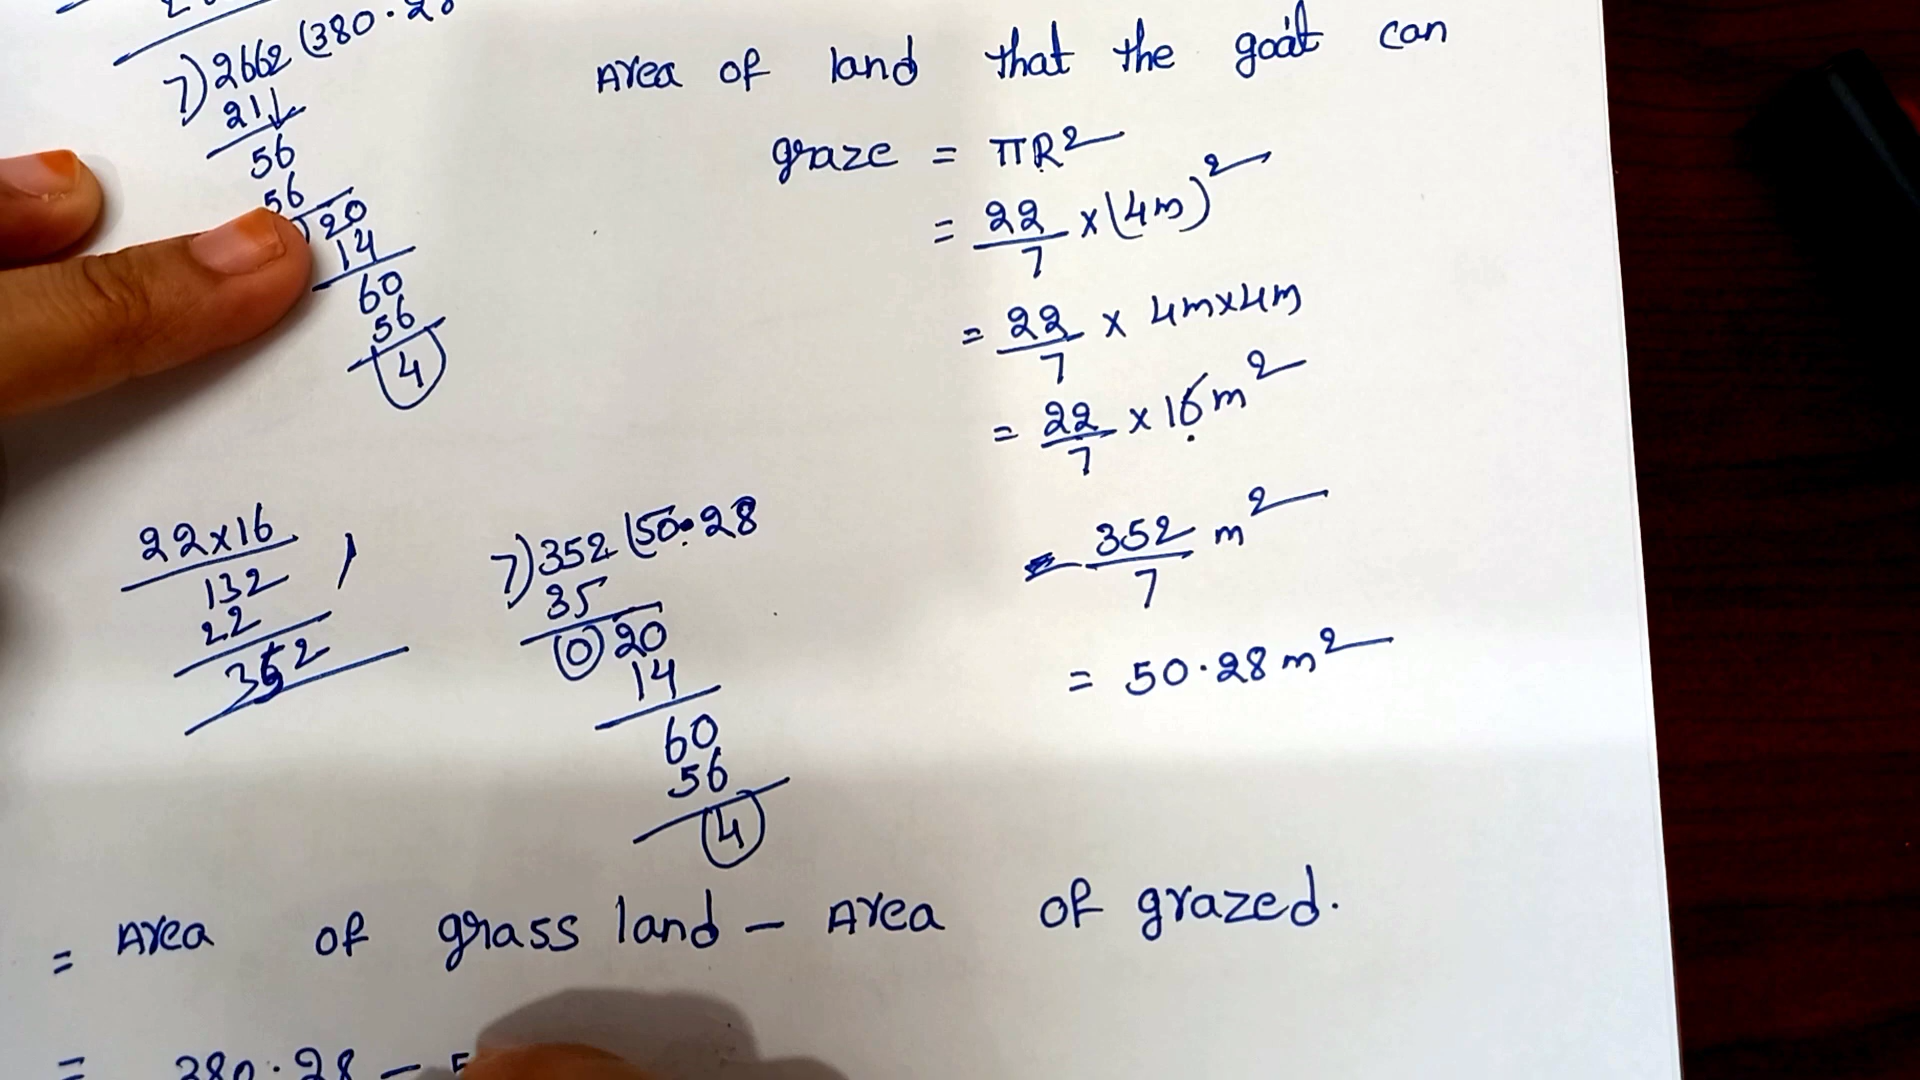 7)2662(380.28
21↓
56
56
20
14
60
56
4
Area of land that the goat can
graze = πR²
= 22/7 × (4m)²
= 22/7 × 4m×4m
= 22/7 × 16m²
= 352/7 m²
= 50.28 m²
22×16
132
22
352
7)352(50.28
35
0 20
14
60
56
4
= Area of grass land - Area of grazed.
= 380.28 - 5